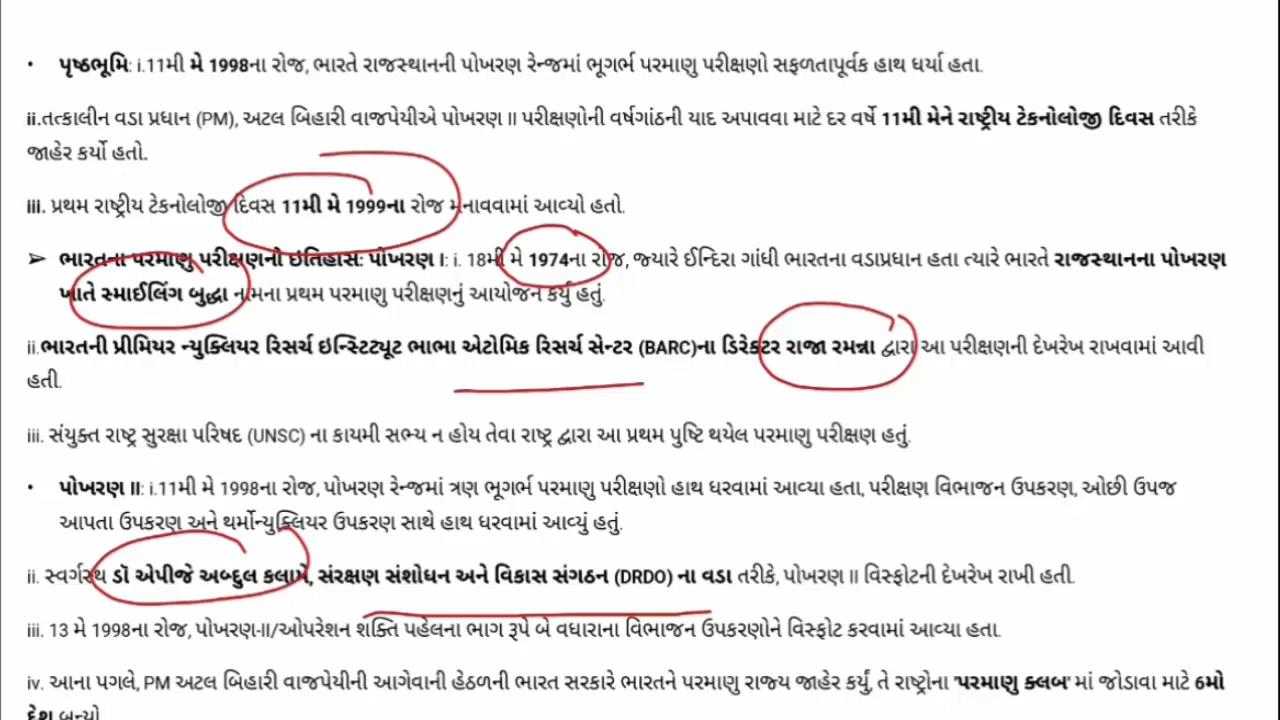 • પૃષ્ઠભૂમિ: i.11મી મે 1998ના રોજ, ભારતે રાજસ્થાનની પોખરણ રેન્જમાં ભૂગર્ભ પરમાણુ પરીક્ષણો સફળતાપૂર્વક હાથ ધર્યા હતા.
ii.તત્કાલીન વડા પ્રધાન (PM), અટલ બિહારી વાજપેયીએ પોખરણ II પરીક્ષણોની વર્ષગાંઠની યાદ અપાવવા માટે દર વર્ષે 11મી મેને રાષ્ટ્રીય ટેકનોલોજી દિવસ તરીકે
જાહેર કર્યો હતો.
iii. પ્રથમ રાષ્ટ્રીય ટેકનોલોજી દિવસ 11મી મે 1999ના રોજ મનાવવામાં આવ્યો હતો.
➢ ભારતના પરમાણુ પરીક્ષણનો ઇતિહાસ: પોખરણ I: i. 18મી મે 1974ના રોજ, જ્યારે ઈન્દિરા ગાંધી ભારતના વડાપ્રધાન હતા ત્યારે ભારતે રાજસ્થાનના પોખરણ
ખાતે સ્માઈલિંગ બુદ્ધા નામના પ્રથમ પરમાણુ પરીક્ષણનું આયોજન કર્યું હતું.
ii.ભારતની પ્રીમિયર ન્યુક્લિયર રિસર્ચ ઇન્સ્ટિટ્યૂટ ભાભા એટોમિક રિસર્ચ સેન્ટર (BARC)ના ડિરેક્ટર રાજા રમન્ના દ્વારા આ પરીક્ષણની દેખરેખ રાખવામાં આવી
હતી.
iii. સંયુક્ત રાષ્ટ્ર સુરક્ષા પરિષદ (UNSC) ના કાયમી સભ્ય ન હોય તેવા રાષ્ટ્ર દ્વારા આ પ્રથમ પુષ્ટિ થયેલ પરમાણુ પરીક્ષણ હતું.
• પોખરણ II: i.11મી મે 1998ના રોજ, પોખરણ રેન્જમાં ત્રણ ભૂગર્ભ પરમાણુ પરીક્ષણો હાથ ધરવામાં આવ્યા હતા, પરીક્ષણ વિભાજન ઉપકરણ, ઓછી ઉપજ
આપતા ઉપકરણ અને થર્મોન્યુક્લિયર ઉપકરણ સાથે હાથ ધરવામાં આવ્યું હતું.
ii. સ્વર્ગસ્થ ડૉ એપીજે અબ્દુલ કલામે, સંરક્ષણ સંશોધન અને વિકાસ સંગઠન (DRDO) ના વડા તરીકે, પોખરણ II વિસ્ફોટની દેખરેખ રાખી હતી.
iii. 13 મે 1998ના રોજ, પોખરણ-II/ઓપરેશન શક્તિ પહેલના ભાગ રૂપે બે વધારાના વિભાજન ઉપકરણોને વિસ્ફોટ કરવામાં આવ્યા હતા.
iv. આના પગલે, PM અટલ બિહારી વાજપેયીની આગેવાની હેઠળની ભારત સરકારે ભારતને પરમાણુ રાજ્ય જાહેર કર્યું, તે રાષ્ટ્રોના 'પરમાણુ ક્લબ' માં જોડાવા માટે 6મો
દેશ બન્યો